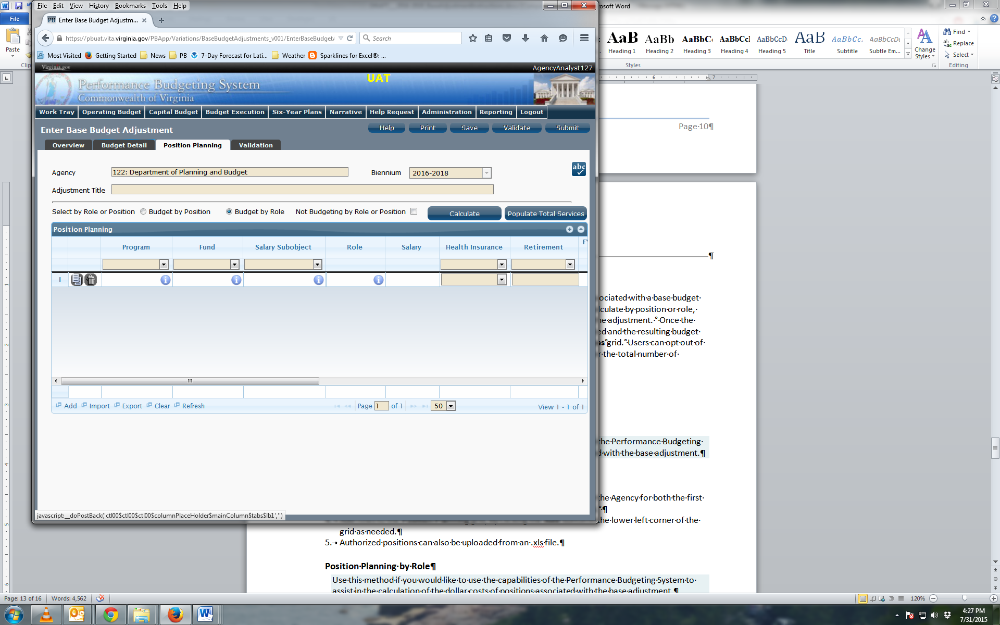 File Edit View History Bookmarks Tools Help
osoft Word
File
PB Enter Base Budget Adjustm... × +
https://pbuat.vita.virginia.gov/PBApp/Variations/BaseBudgetAdjustments_v001/EnterBaseBudget
Search
Paste
Clip
Most Visited Getting Started News PB 7-Day Forecast for Lati... Weather Sparklines for Excel®: ...
AaB AaBb AaBbCc AaBbCcI AaBbCcD AaB AaBbCc. AaBbCcDc
Heading 1 Heading 2 Heading 3 Heading 4 Heading 5 Title Subtitle Subtle Em...
Change Styles
Find
Replace
Select
Styles
Editing
Virginia.gov
AgencyAnalyst127
UAT
Performance Budgeting System
Commonwealth of Virginia
6 7
Work Tray Operating Budget Capital Budget Budget Execution Six-Year Plans Narrative Help Request Administration Reporting Logout
Enter Base Budget Adjustment
Help Print Save Validate Submit
Page·10¶
Overview Budget Detail Position Planning Validation
Agency 122: Department of Planning and Budget Biennium 2016-2018
abc
Adjustment Title
Select by Role or Position Budget by Position Budget by Role Not Budgeting by Role or Position Calculate Populate Total Services
Position Planning
Program Fund Salary Subobject Role Salary Health Insurance Retirement
1
Add Import Export Clear Refresh Page 1 of 1 50 View 1 - 1 of 1
¶
ociated·with·a·base·budget·
lculate·by·position·or·role,·
he·adjustment.·°·Once·the·
ed·and·the·resulting·budget·
es°grid.°·Users·can·opt·out·of·
r·the·total·number·of·
the·Performance·Budgeting·
d·with·the·base·adjustment.¶
the·Agency·for·both·the·first·
°·¶
the·lower·left·corner·of·the·
grid·as·needed.¶
5.→ Authorized·positions·can·also·be·uploaded·from·an·.xls·file.¶
Position·Planning·by·Role¶
Use·this·method·if·you·would·like·to·use·the·capabilities·of·the·Performance·Budgeting·System·to·
assist·in·the·calculation·of·the·dollar·costs·of·positions·associated·with·the·base·adjustment.¶
javascript:__doPostBack('ctl00$ctl00$ctl00$columnPlaceHolder$mainColumn$tabs$lb1','')
1
2
3
4
5
6
Page: 13 of 16 Words: 4,562
120%
4:27 PM
7/31/2015